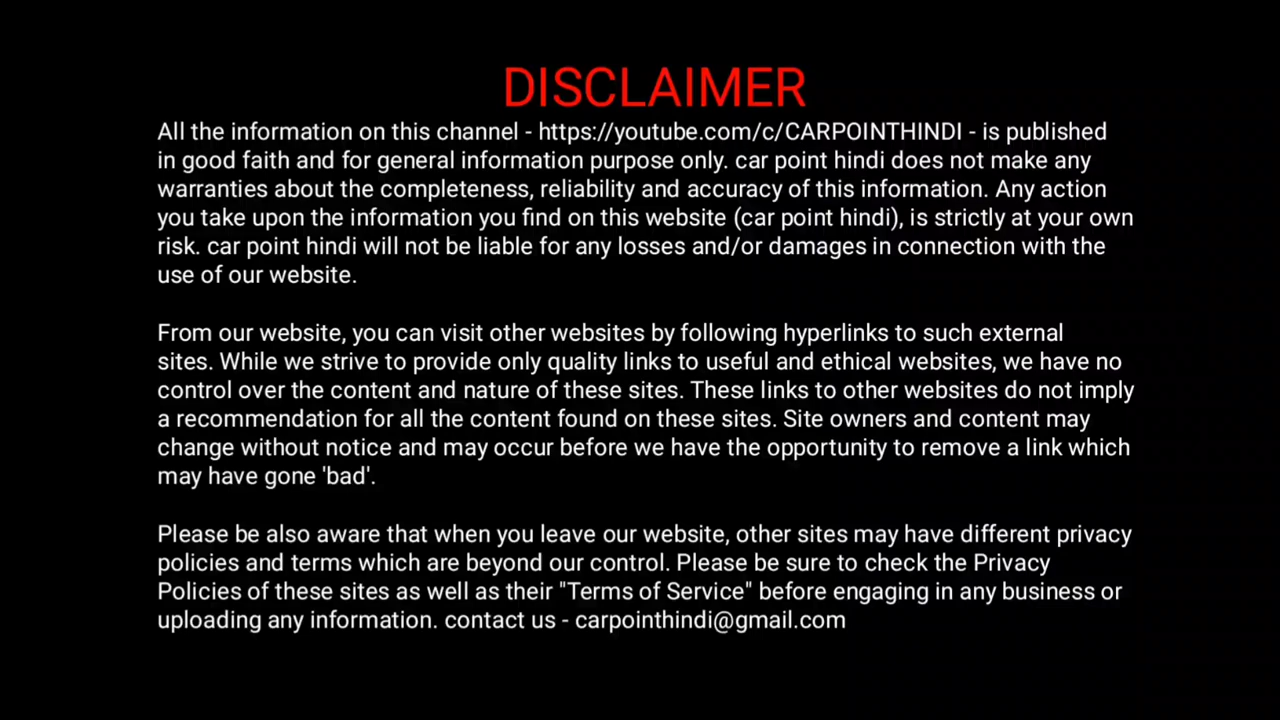 DISCLAIMER
All the information on this channel - https://youtube.com/c/CARPOINTHINDI - is published
in good faith and for general information purpose only. car point hindi does not make any
warranties about the completeness, reliability and accuracy of this information. Any action
you take upon the information you find on this website (car point hindi), is strictly at your own
risk. car point hindi will not be liable for any losses and/or damages in connection with the
use of our website.
From our website, you can visit other websites by following hyperlinks to such external
sites. While we strive to provide only quality links to useful and ethical websites, we have no
control over the content and nature of these sites. These links to other websites do not imply
a recommendation for all the content found on these sites. Site owners and content may
change without notice and may occur before we have the opportunity to remove a link which
may have gone 'bad'.
Please be also aware that when you leave our website, other sites may have different privacy
policies and terms which are beyond our control. Please be sure to check the Privacy
Policies of these sites as well as their "Terms of Service" before engaging in any business or
uploading any information. contact us - carpointhindi@gmail.com